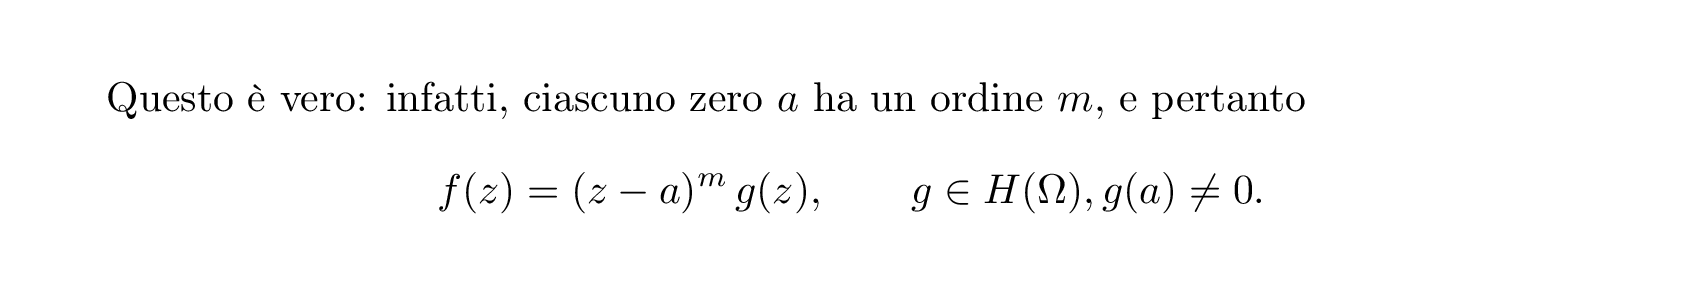 Questo è vero: infatti, ciascuno zero a ha un ordine m, e pertanto
f(z) = (z − a)^m g(z), g ∈ H(Ω), g(a) ≠ 0.